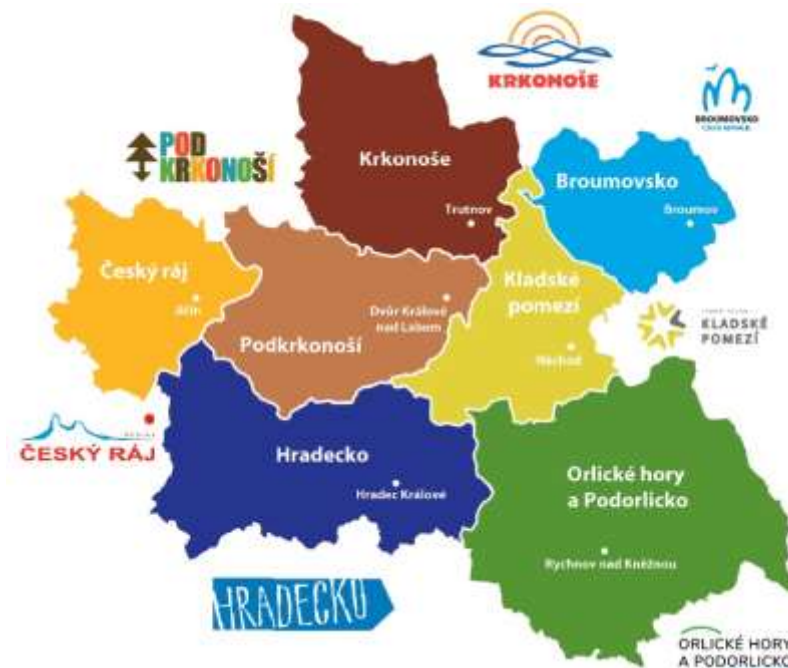 KRKONOŠE
BROUMOVSKO
POD
KRKONOŠÍ
Krkonoše
Trutnov
Broumovsko
Broumov
Český ráj
Jičín
Podkrkonoší
Dvůr Králové
nad Labem
Kladské
pomezí
Náchod
KLADSKÉ
POMEZÍ
ČESKÝ RÁJ
Hradecko
Hradec Králové
Orlické hory
a Podorlicko
Rychnov nad Kněžnou
HRADECKO
ORLICKÉ HORY
A PODORLICKO